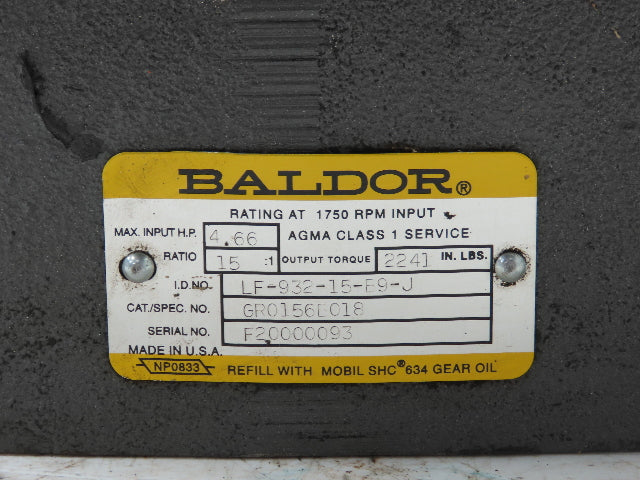 BALDOR®
RATING AT 1750 RPM INPUT
MAX. INPUT H.P. 4.66 AGMA CLASS 1 SERVICE
RATIO 15 :1 OUTPUT TORQUE 2241 IN. LBS.
I.D.NO. LF-932-15-B9-J
CAT./SPEC. NO. GR0156D018
SERIAL NO. F20000093
MADE IN U.S.A.
NP0833 REFILL WITH MOBIL SHC® 634 GEAR OIL